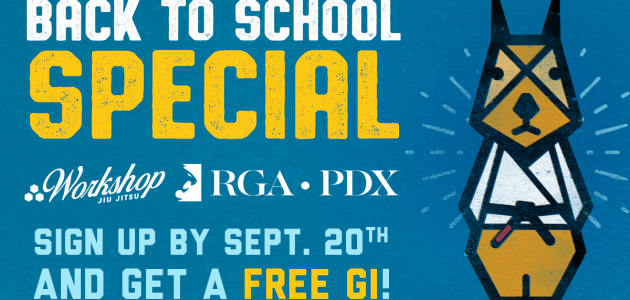 BACK TO SCHOOL
SPECIAL
Workshop
JIU JITSU
RGA • PDX
SIGN UP BY SEPT. 20TH
AND GET A FREE GI!